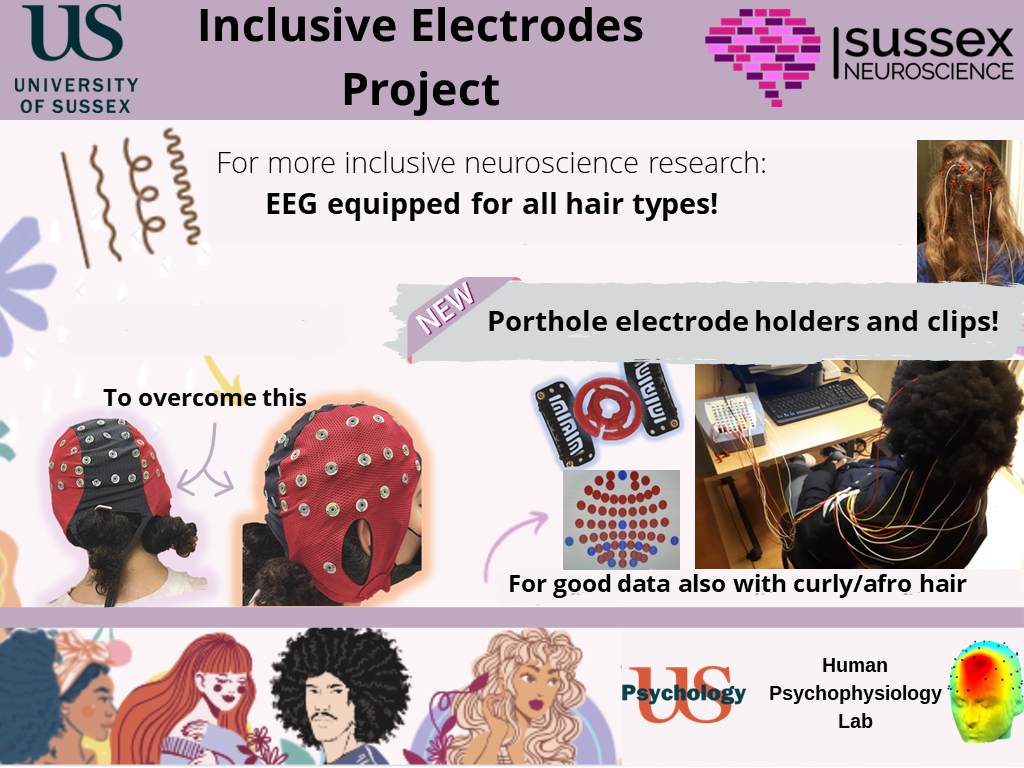 US
UNIVERSITY
OF SUSSEX
Inclusive Electrodes
Project
sussex
NEUROSCIENCE
For more inclusive neuroscience research:
EEG equipped for all hair types!
NEW
Porthole electrode holders and clips!
To overcome this
For good data also with curly/afro hair
us
Psychology
Human
Psychophysiology
Lab